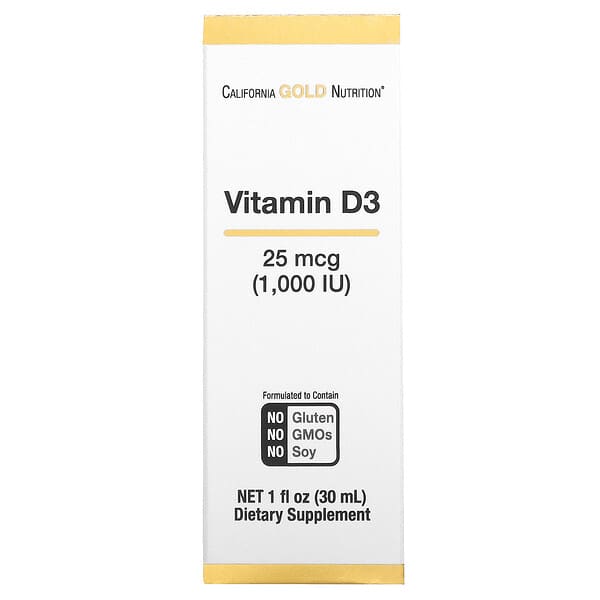 CALIFORNIA GOLD NUTRITION®
Vitamin D3
25 mcg
(1,000 IU)
Formulated to Contain
NO Gluten
NO GMOs
NO Soy
NET 1 fl oz (30 mL)
Dietary Supplement